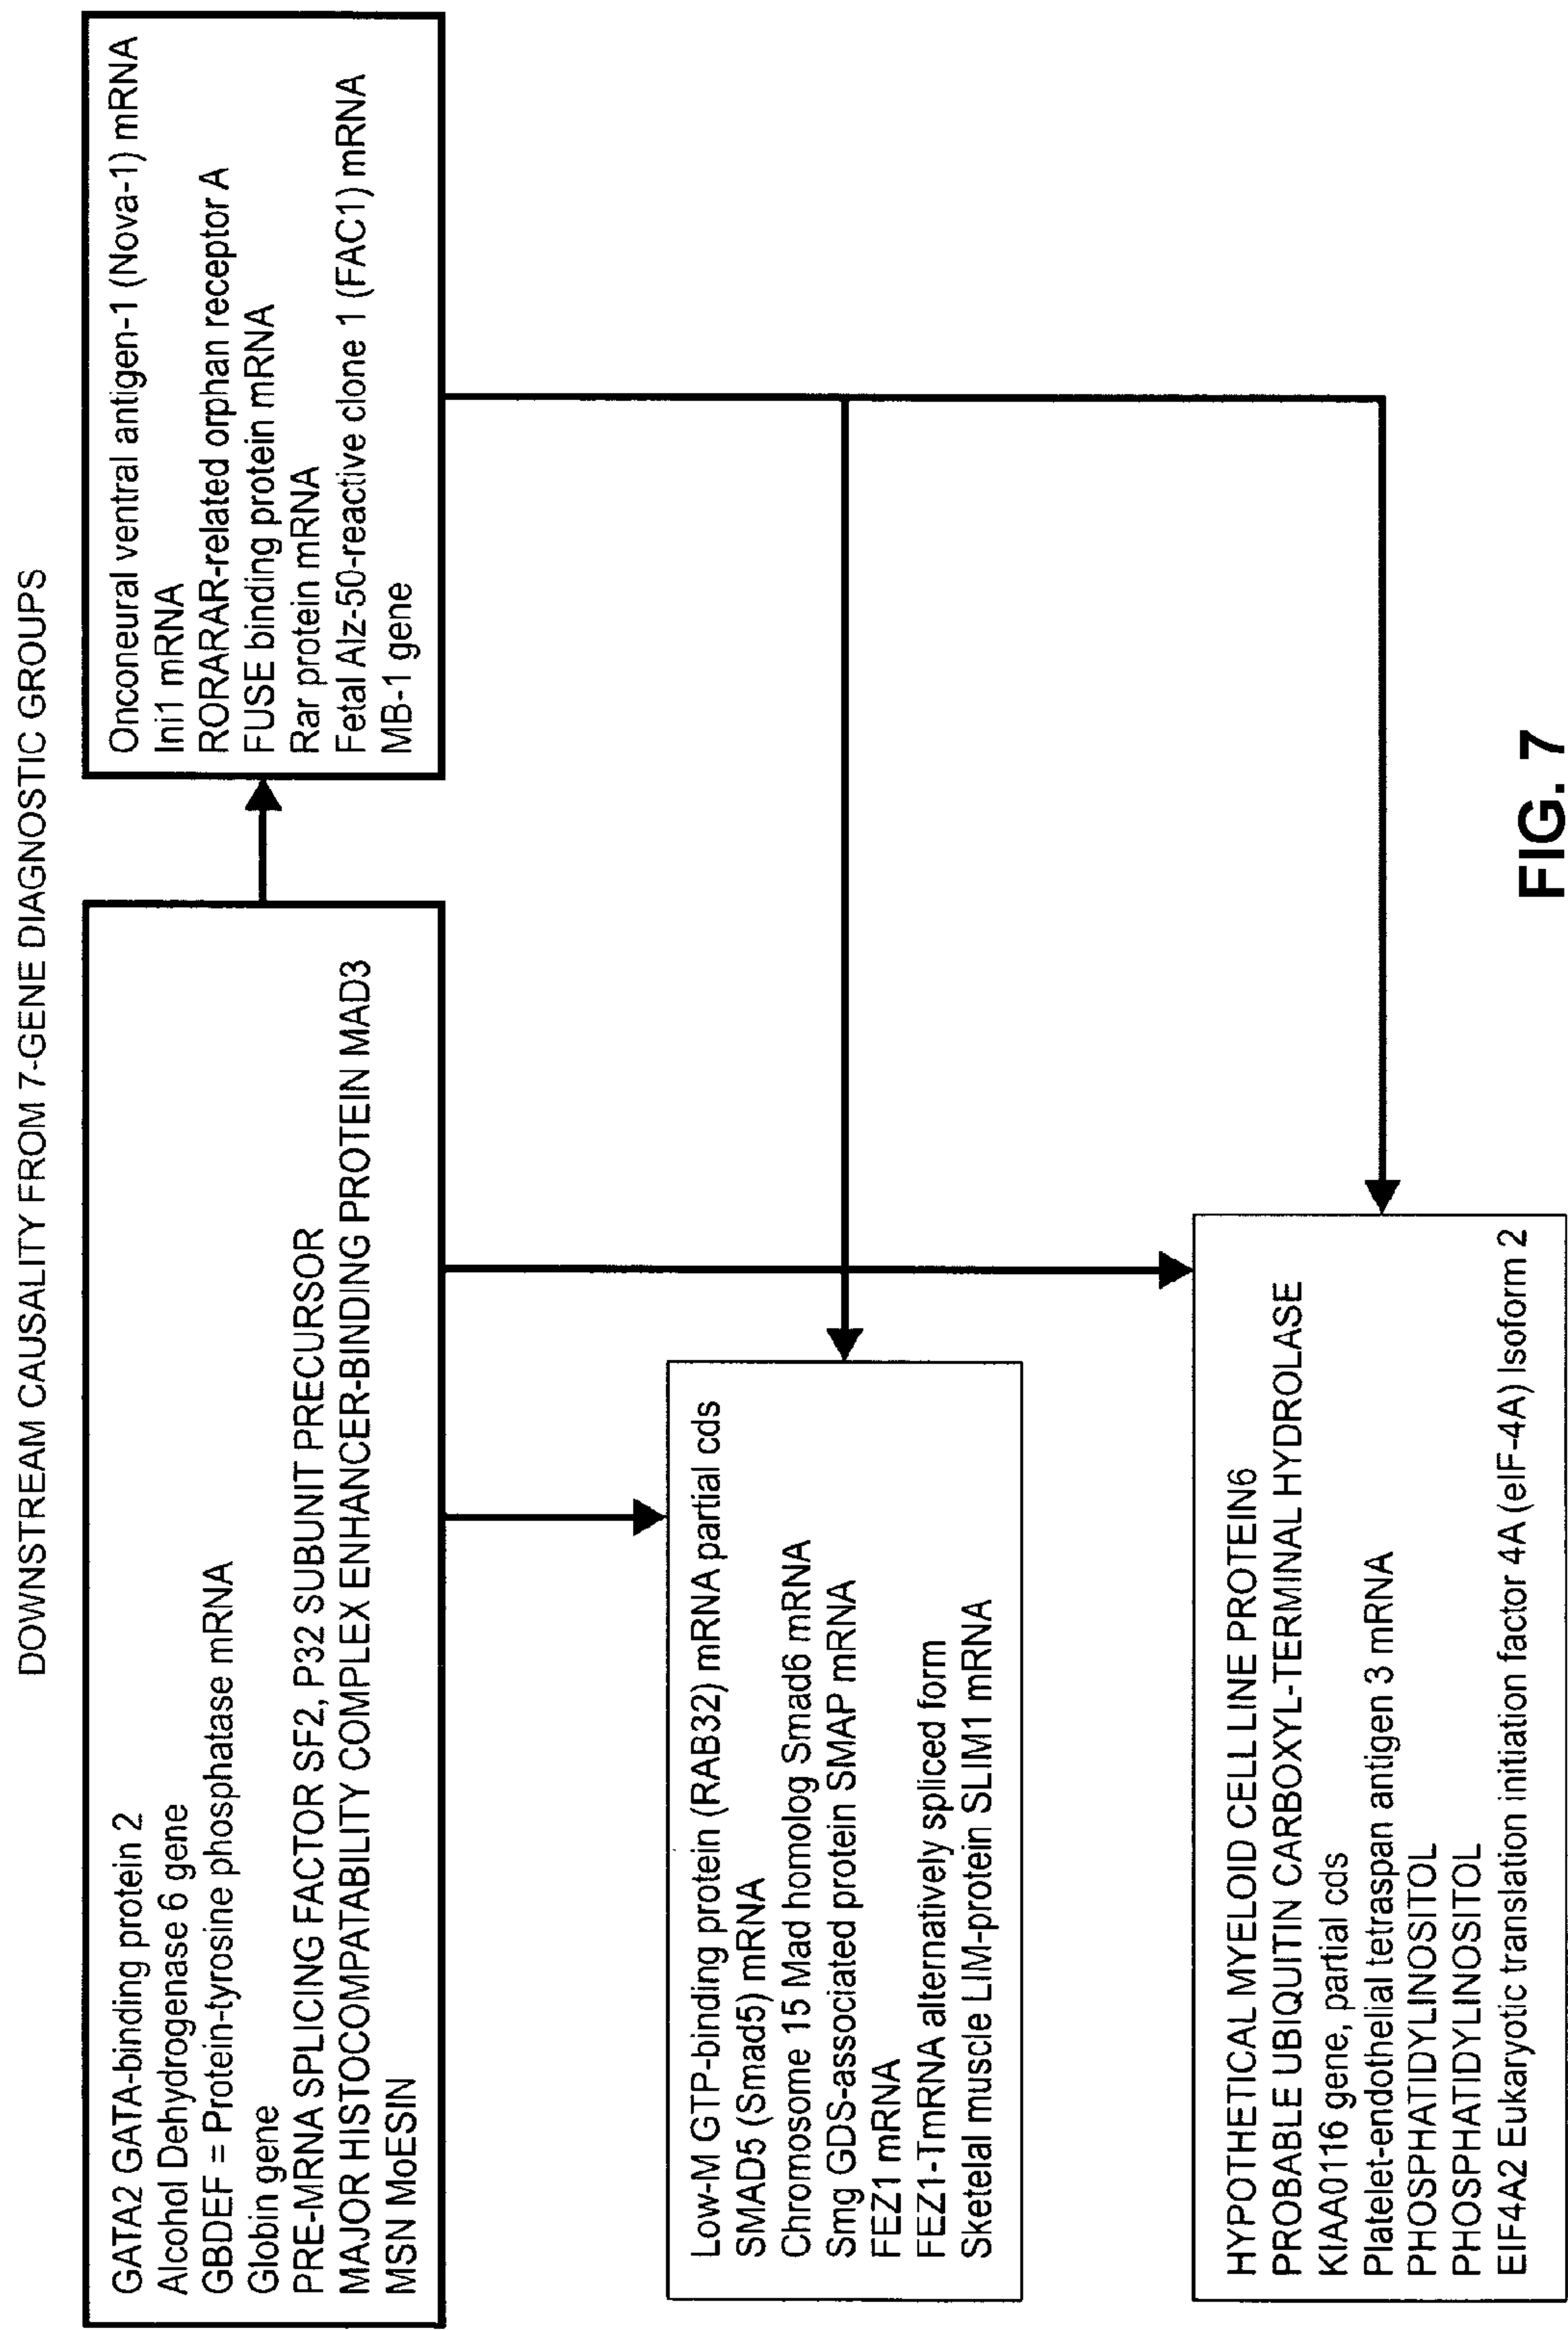 DOWNSTREAM CAUSALITY FROM 7-GENE DIAGNOSTIC GROUPS
GATA2 GATA-binding protein 2
Alcohol Dehydrogenase 6 gene
GBDEF = Protein-tyrosine phosphatase mRNA
Globin gene
PRE-MRNA SPLICING FACTOR SF2, P32 SUBUNIT PRECURSOR
MAJOR HISTOCOMPATABILITY COMPLEX ENHANCER-BINDING PROTEIN MAD3
MSN MoESIN
Onconeural ventral antigen-1 (Nova-1) mRNA
Ini1 mRNA
RORARAR-related orphan receptor A
FUSE binding protein mRNA
Rar protein mRNA
Fetal Alz-50-reactive clone 1 (FAC1) mRNA
MB-1 gene
Low-M GTP-binding protein (RAB32) mRNA partial cds
SMAD5 (Smad5) mRNA
Chromosome 15 Mad homolog Smad6 mRNA
Smg GDS-associated protein SMAP mRNA
FEZ1 mRNA
FEZ1-TmRNA alternatively spliced form
Sketelal muscle LIM-protein SLIM1 mRNA
HYPOTHETICAL MYELOID CELL LINE PROTEIN6
PROBABLE UBIQUITIN CARBOXYL-TERMINAL HYDROLASE
KIAA0116 gene, partial cds
Platelet-endothelial tetraspan antigen 3 mRNA
PHOSPHATIDYLINOSITOL
PHOSPHATIDYLINOSITOL
EIF4A2 Eukaryotic translation initiation factor 4A (eIF-4A) Isoform 2
FIG. 7